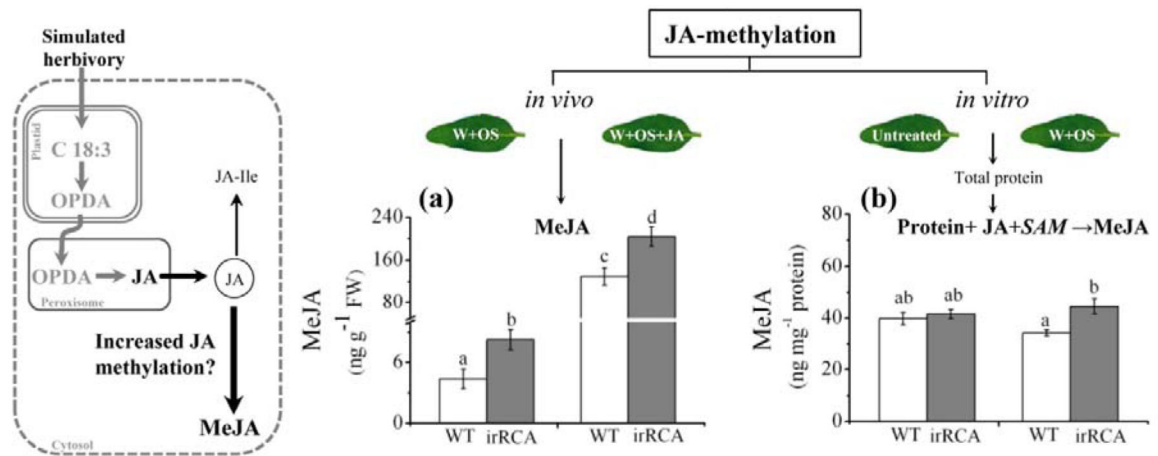 Simulated
herbivory
Plastid
C 18:3
OPDA
OPDA
JA
Peroxisome
JA-Ile
JA
Increased JA
methylation?
MeJA
Cytosol
JA-methylation
in vivo
W+OS
W+OS+JA
(a)
MeJA
MeJA
(ng g⁻¹ FW)
240
160
80
6
0
a
b
c
d
WT
irRCA
WT
irRCA
in vitro
Untreated
W+OS
Total protein
(b)
Protein+ JA+SAM →MeJA
MeJA
(ng mg⁻¹ protein)
80
60
40
20
0
ab
ab
a
b
WT
irRCA
WT
irRCA